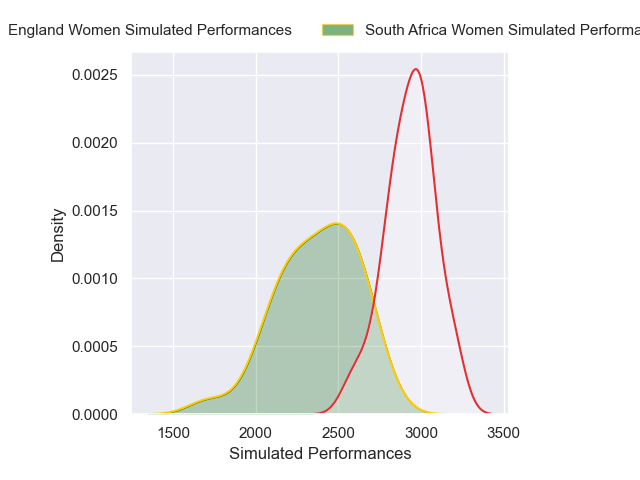 England Women Simulated Performances South Africa Women Simulated Performa
0.0025
0.0020
0.0015
0.0010
0.0005
0.0000
Density
1500 2000 2500 3000 3500
Simulated Performances